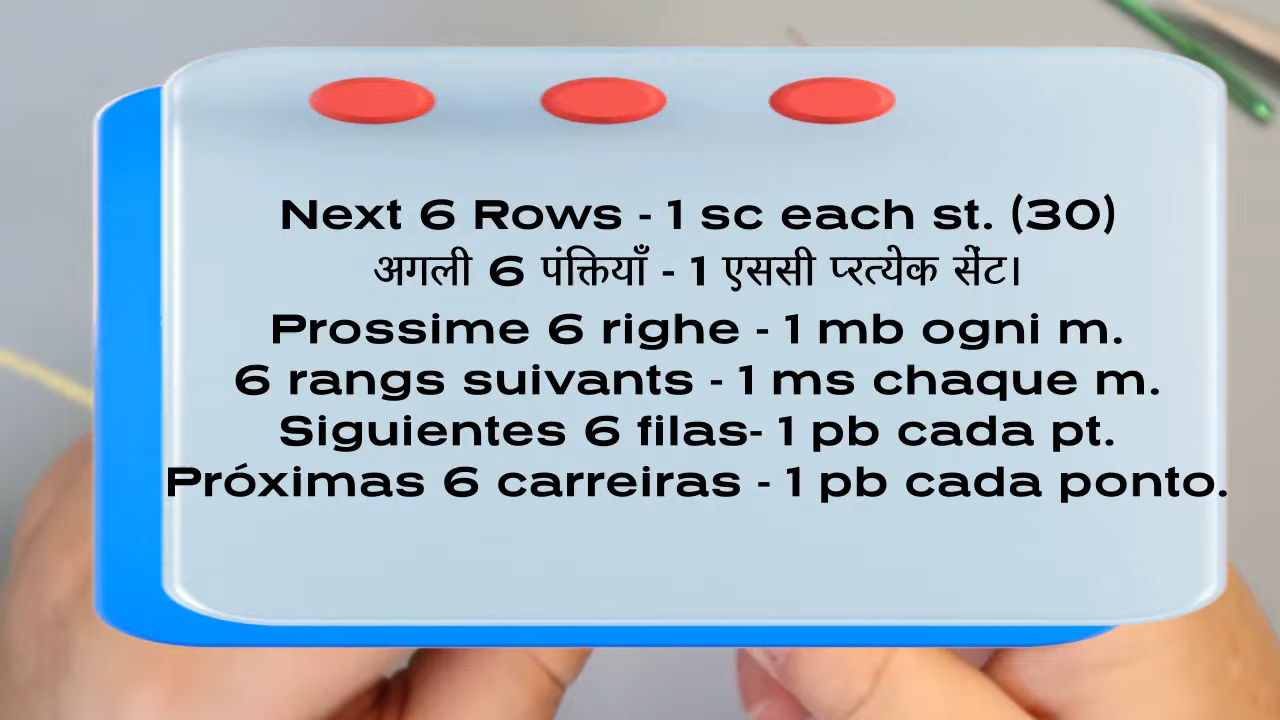 Next 6 Rows - 1 sc each st. (30)
अगली 6 पंक्तियाँ - 1 एससी प्रत्येक सेंट।
Prossime 6 righe - 1 mb ogni m.
6 rangs suivants - 1 ms chaque m.
Siguientes 6 filas- 1 pb cada pt.
Próximas 6 carreiras - 1 pb cada ponto.